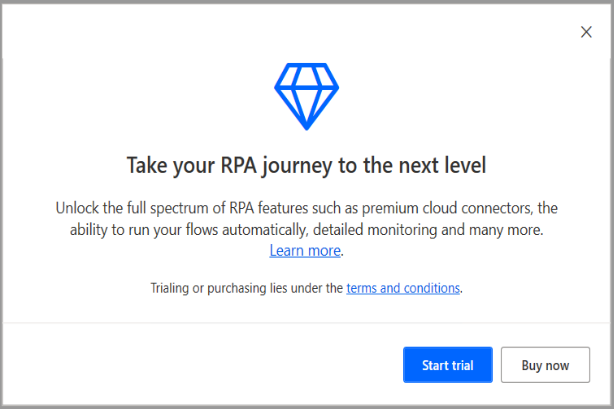 Take your RPA journey to the next level
Unlock the full spectrum of RPA features such as premium cloud connectors, the
ability to run your flows automatically, detailed monitoring and many more.
Learn more.
Trialing or purchasing lies under the terms and conditions.
Start trial
Buy now